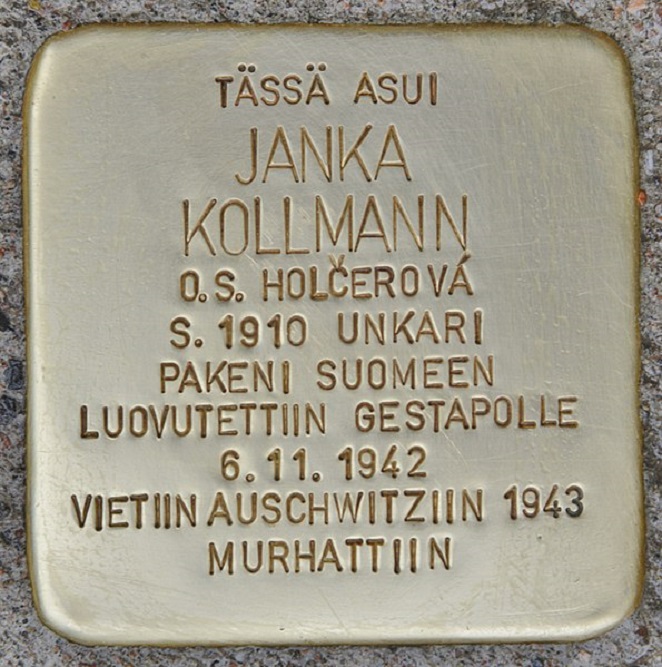 TÄSSÄ ASUI
JANKA
KOLLMANN
O.S. HOLČEROVÁ
S. 1910 UNKARI
PAKENI SUOMEEN
LUOVUTETTIIN GESTAPOLLE
6.11. 1942
VIETIIN AUSCHWITZIIN 1943
MURHATTIIN